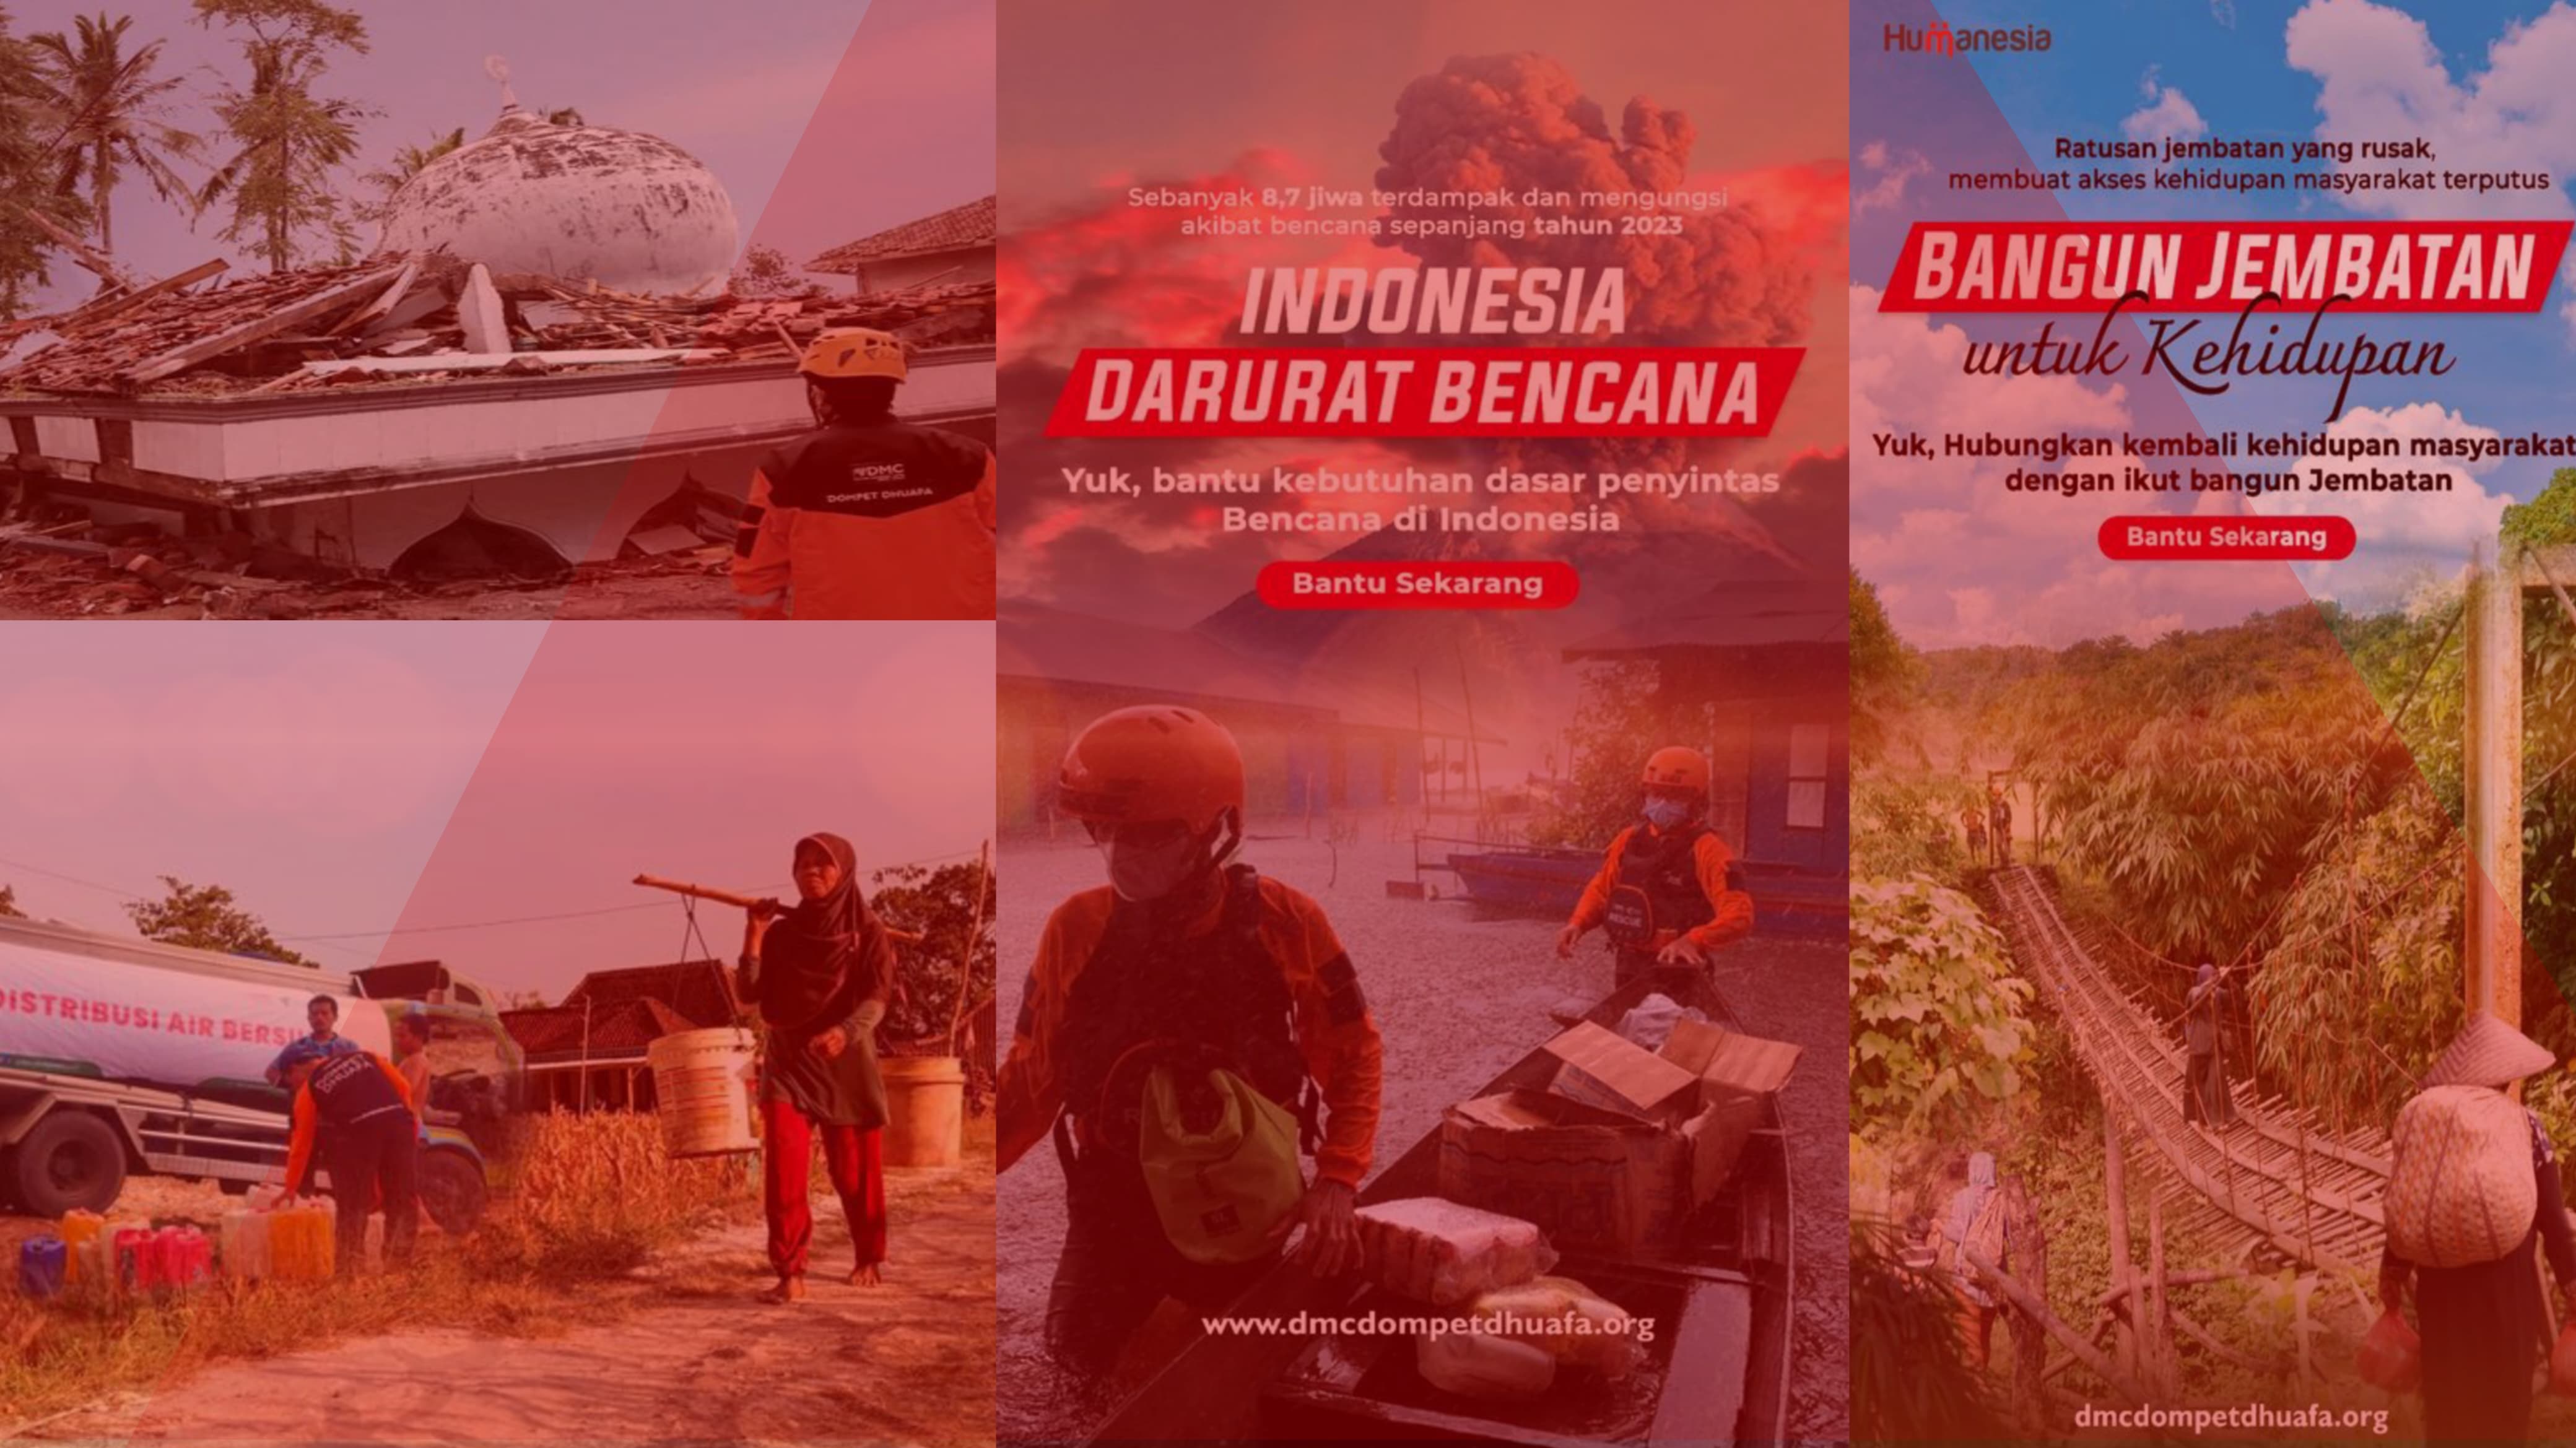 DMC
DOMPET DHUAFA
DISTRIBUSI AIR BERSI
DOMPET
DHUAFA
Sebanyak 8,7 jiwa terdampak dan mengungsi
akibat bencana sepanjang tahun 2023
INDONESIA
DARURAT BENCANA
Yuk, bantu kebutuhan dasar penyintas
Bencana di Indonesia
Bantu Sekarang
RESCUE
www.dmcdompetdhuafa.org
Humanesia
Ratusan jembatan yang rusak,
membuat akses kehidupan masyarakat terputus
BANGUN JEMBATAN
untuk Kehidupan
Yuk, Hubungkan kembali kehidupan masyarakat
dengan ikut bangun Jembatan
Bantu Sekarang
dmcdompetdhuafa.org